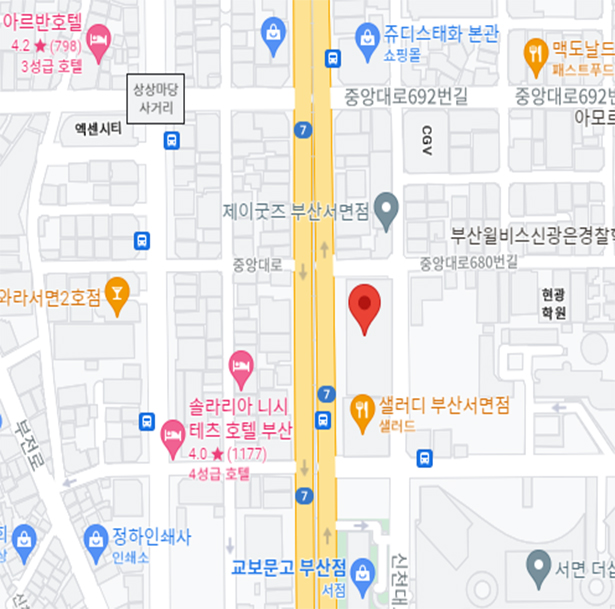 아르반호텔
4.2 ★ (798)
3성급 호텔
쥬디스태화 본관
쇼핑몰
맥도날드
패스트푸드
상상마당
사거리
중앙대로692번길
중앙대로692번
아모르
엑센시티
7
CGV
제이굿즈 부산서면점
부산윌비스신광은경찰학
중앙대로
중앙대로680번길
와라서면2호점
현광
학원
7
솔라리아 니시
테츠 호텔 부산
4.0 ★ (1177)
4성급 호텔
샐러디 부산서면점
샐러드
부전로
7
정하인쇄사
인쇄소
교보문고 부산점
서점
신천대
서면 더샵